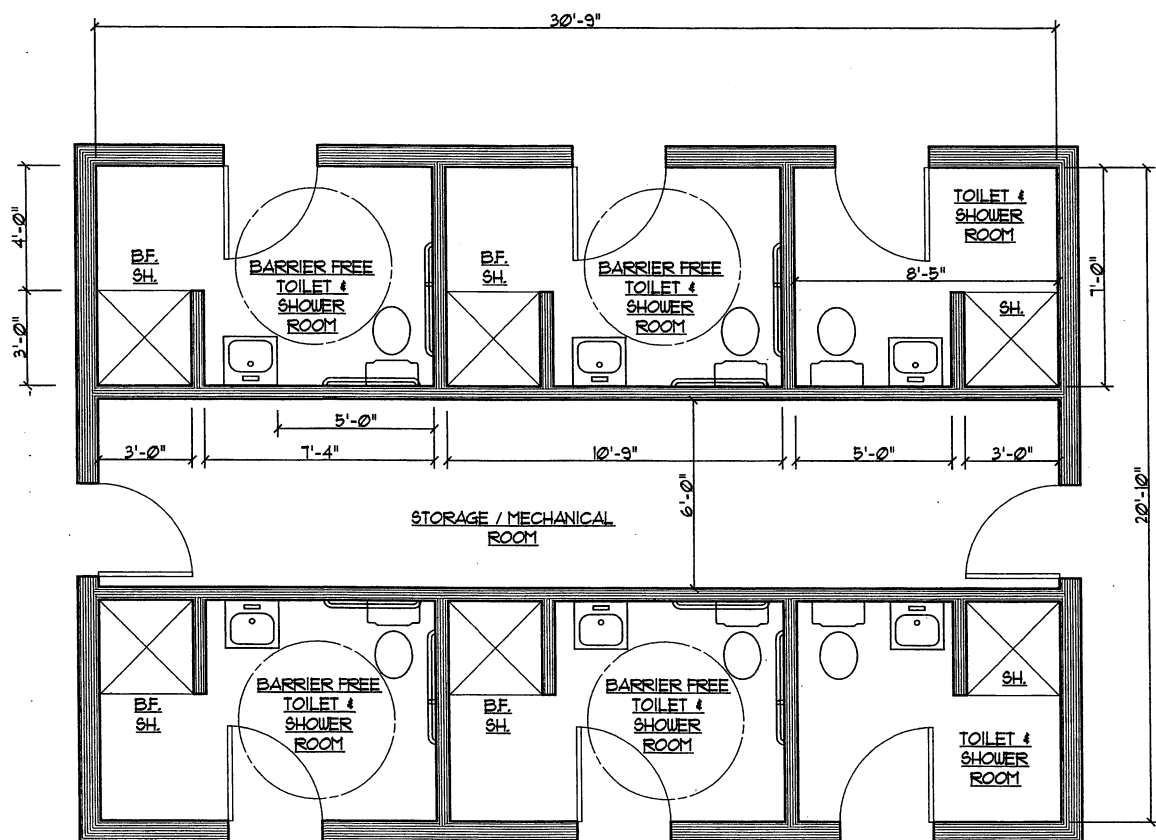 30'-9"
4'-0"
3'-0"
B.F.
SH.
BARRIER FREE
TOILET &
SHOWER
ROOM
B.F.
SH.
BARRIER FREE
TOILET &
SHOWER
ROOM
TOILET &
SHOWER
ROOM
8'-5"
SH.
7'-0"
5'-0"
3'-0"
7'-4"
10'-9"
5'-0"
3'-0"
6'-0"
20'-10"
STORAGE / MECHANICAL
ROOM
B.F.
SH.
BARRIER FREE
TOILET &
SHOWER
ROOM
B.F.
SH.
BARRIER FREE
TOILET &
SHOWER
ROOM
SH.
TOILET &
SHOWER
ROOM